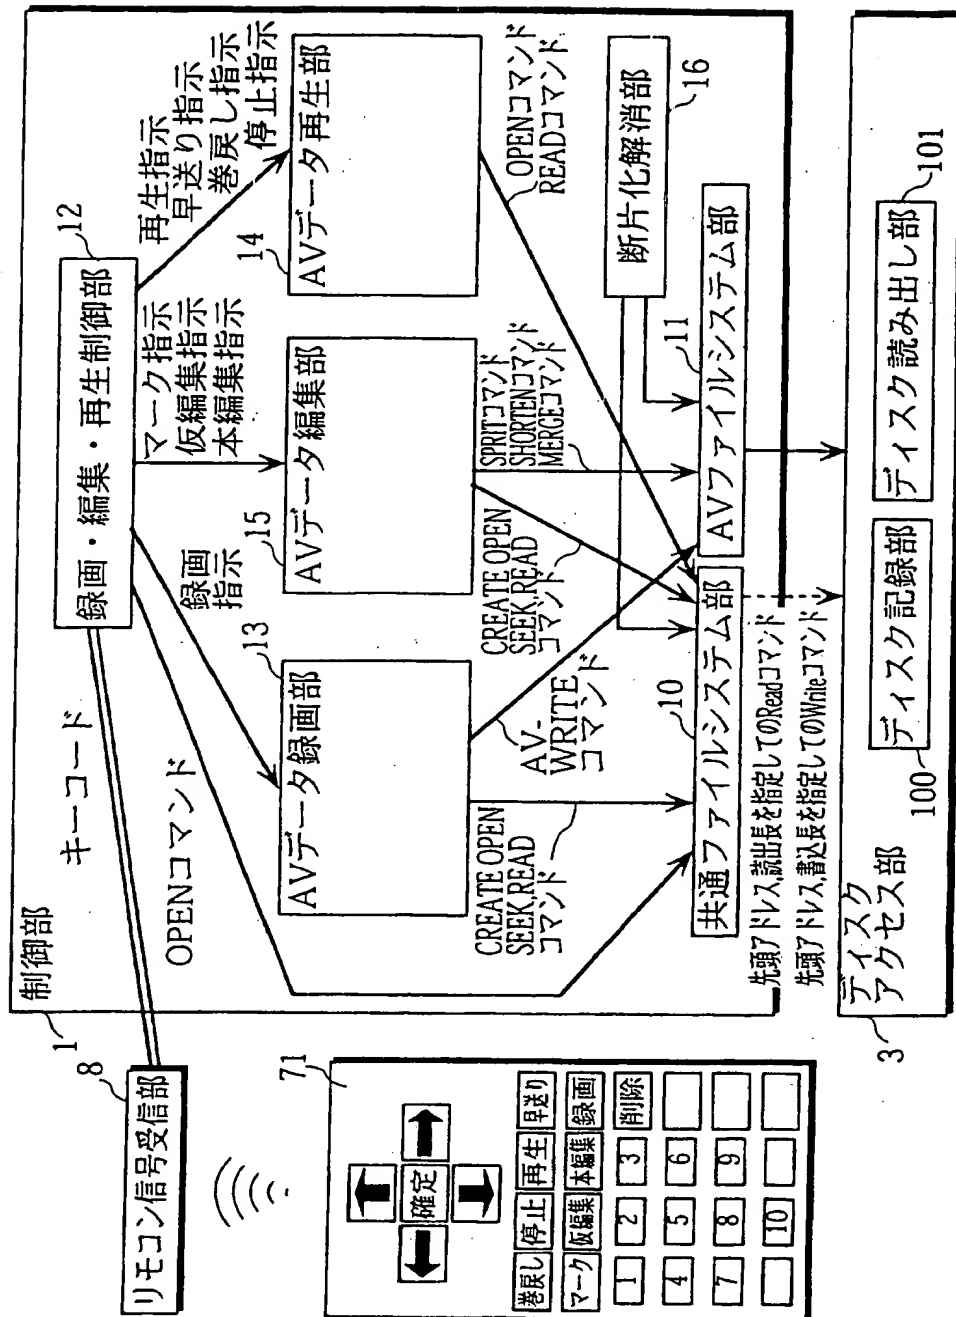 リモコン信号受信部
8
キーコード
71
確定
巻戻し
停止
再生
早送り
マーク
仮編集
本編集
録画
1
2
3
削除
4
5
6
7
8
9
10
制御部
1
録画・編集・再生制御部
12
OPENコマンド
録画
指示
マーク指示
仮編集指示
本編集指示
再生指示
早送り指示
巻戻し指示
停止指示
AVデータ録画部
13
AVデータ編集部
15
AVデータ再生部
14
CREATE OPEN
SEEK,READ
コマンド
AV-
WRITE
コマンド
CREATE OPEN
SEEK,READ
コマンド
SPRITコマンド
SHORTENコマンド
MERGEコマンド
OPENコマンド
READコマンド
断片化解消部
16
共通ファイルシステム部
10
AVファイルシステム部
11
先頭アドレス,読出長を指定してのReadコマンド
先頭アドレス,書込長を指定してのWriteコマンド
ディスク
アクセス部
3
ディスク記録部
100
ディスク読み出し部
101